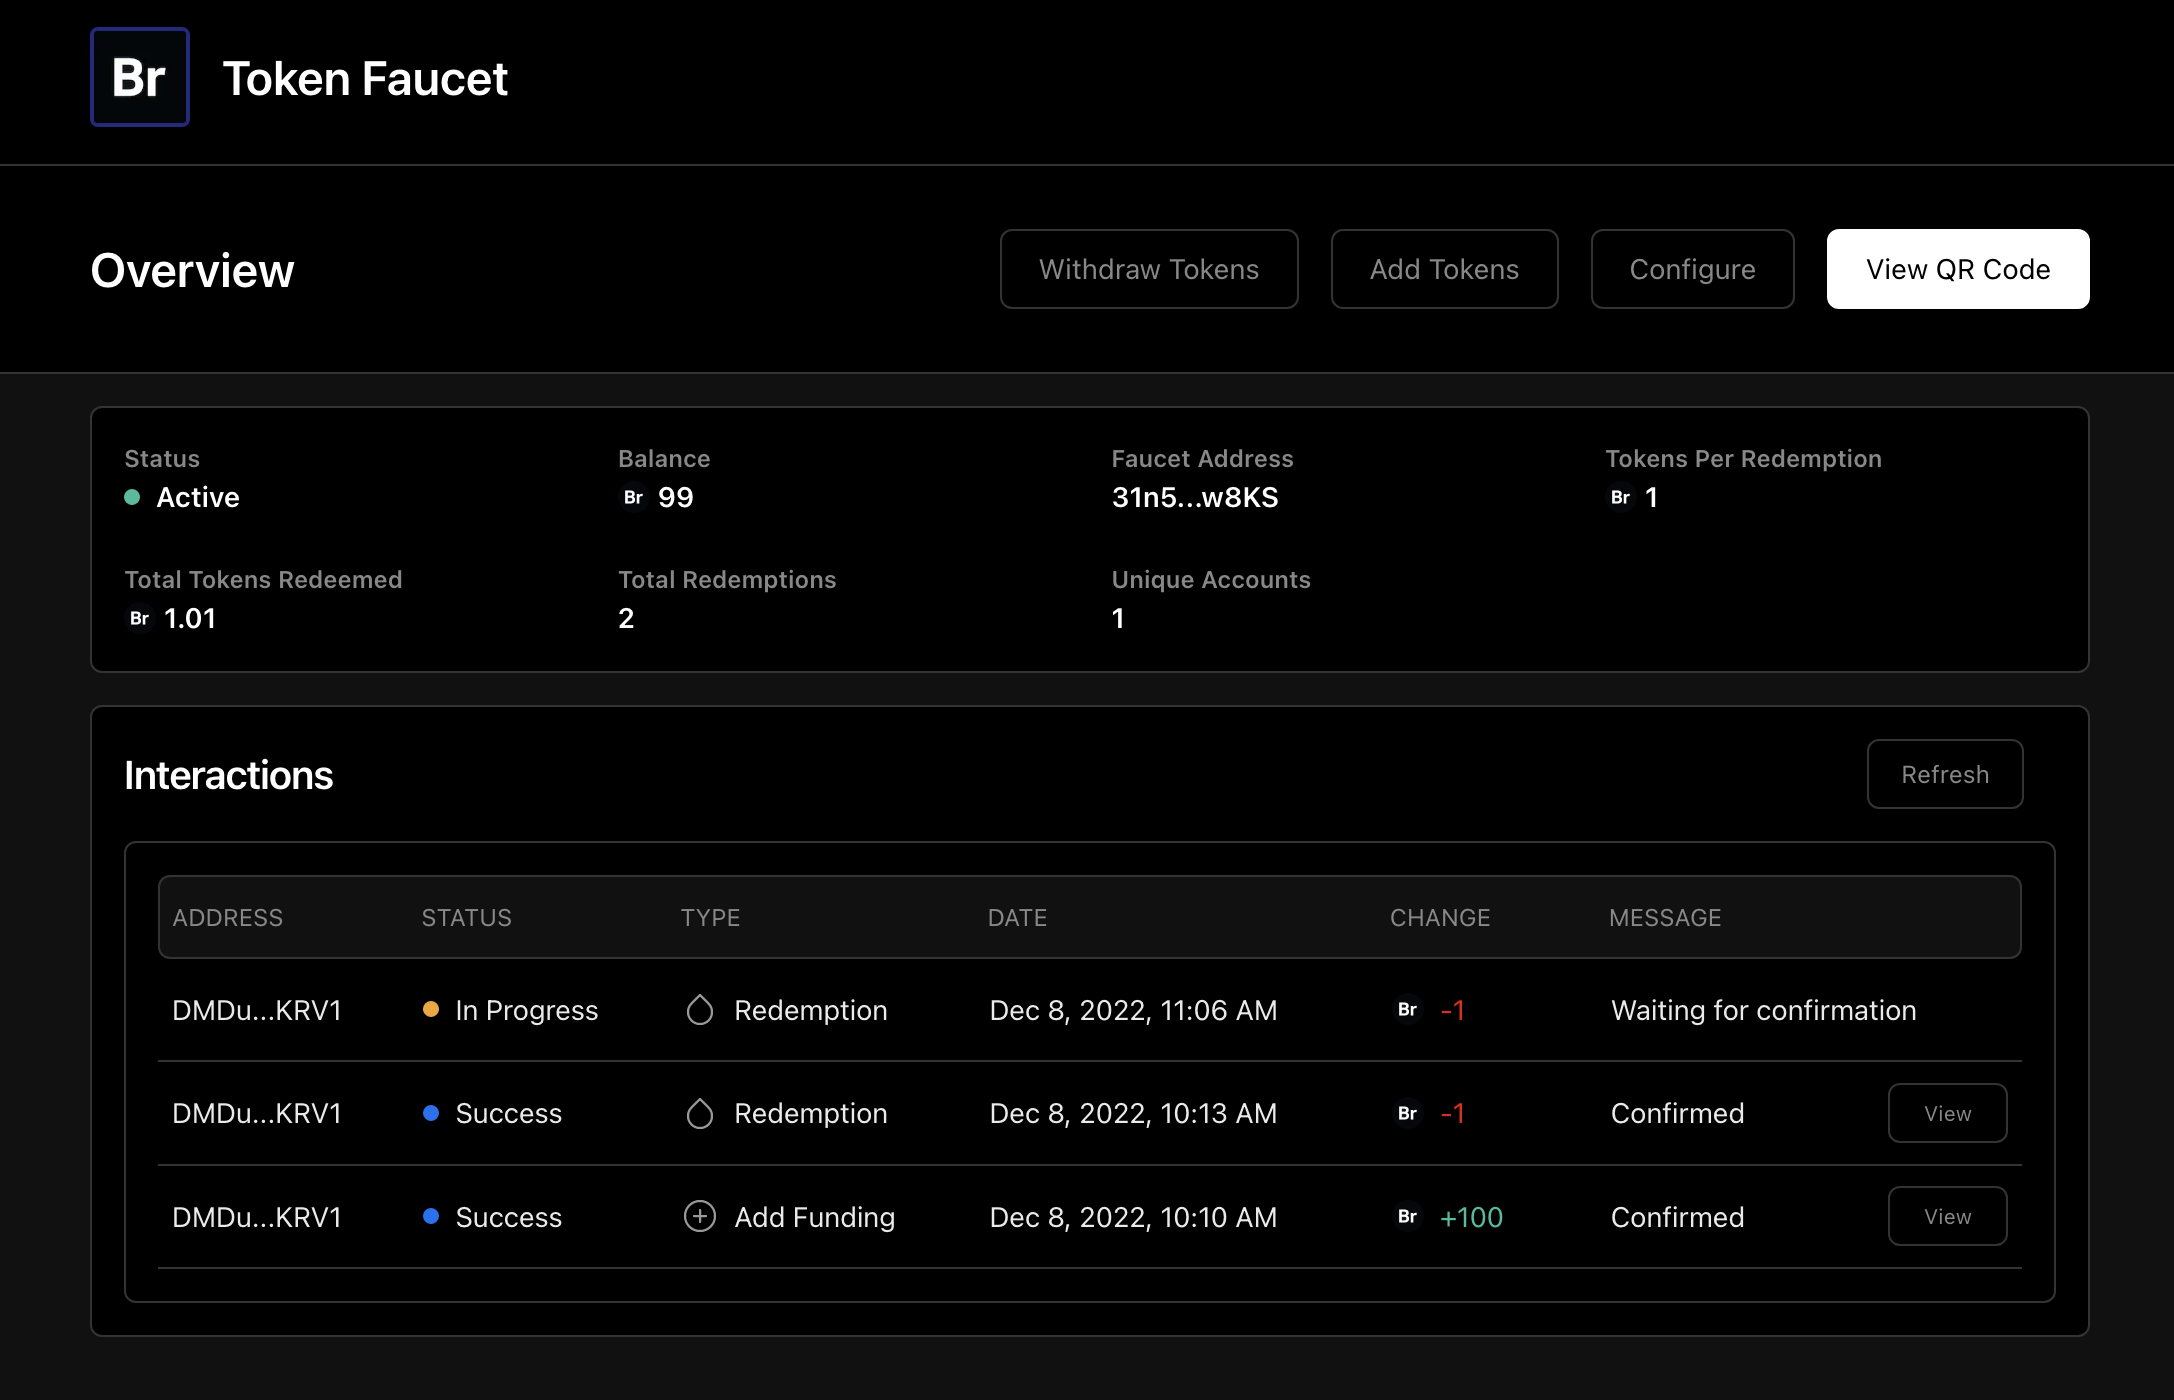 Br Token Faucet
Overview Withdraw Tokens Add Tokens Configure View QR Code
Status Balance Faucet Address Tokens Per Redemption
Active Br 99 31n5...w8KS Br 1
Total Tokens Redeemed Total Redemptions Unique Accounts
Br 1.01 2 1
Interactions Refresh
ADDRESS STATUS TYPE DATE CHANGE MESSAGE
DMDu...KRV1 In Progress Redemption Dec 8, 2022, 11:06 AM Br -1 Waiting for confirmation
DMDu...KRV1 Success Redemption Dec 8, 2022, 10:13 AM Br -1 Confirmed View
DMDu...KRV1 Success Add Funding Dec 8, 2022, 10:10 AM Br +100 Confirmed View